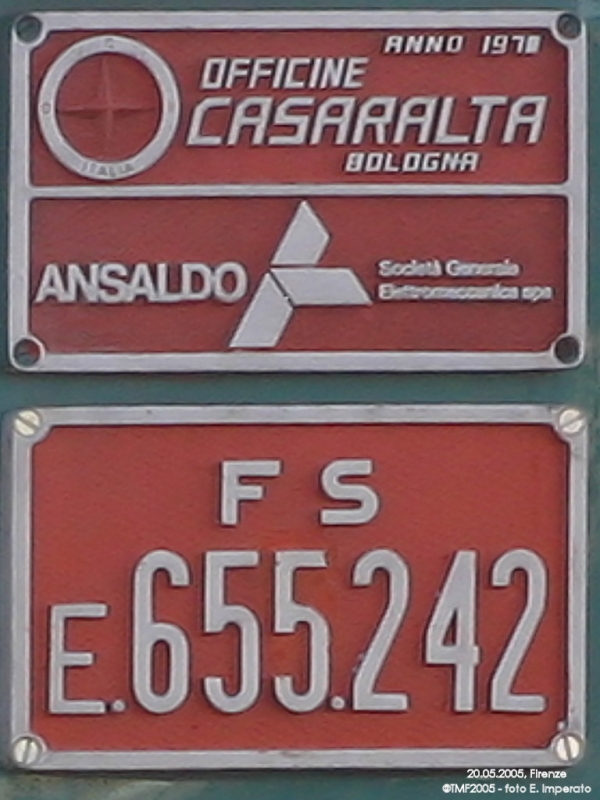 ANNO
OFFICINE
CASARALTA
BOLOGNA
ITALIA
ANSALDO
Società Generale
Elettromeccanica spa
F S
E.655.242
20.05.2005, Firenze
©TMF2005 - foto E. Imperato